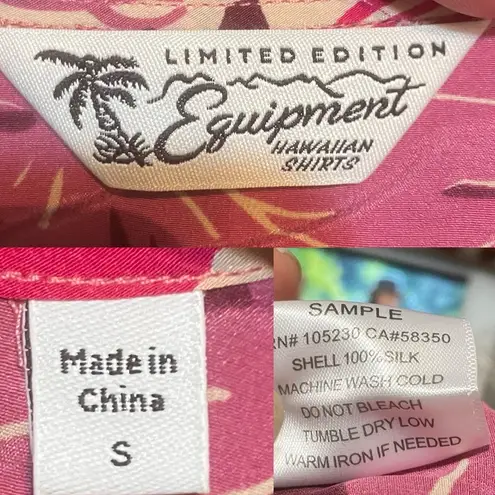 LIMITED EDITION
Equipment
HAWAIIAN
SHIRTS
Made in
China
S
SAMPLE
RN# 105230 CA#58350
SHELL 100% SILK
MACHINE WASH COLD
DO NOT BLEACH
TUMBLE DRY LOW
WARM IRON IF NEEDED